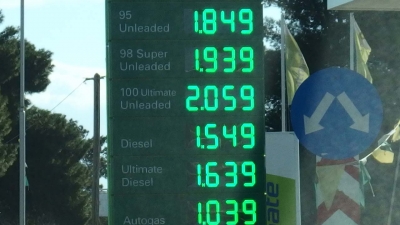 95
Unleaded 1.849
98 Super
Unleaded 1.939
100 Ultimate
Unleaded 2.059
Diesel 1.549
Ultimate
Diesel 1.639
Autogas 1.039